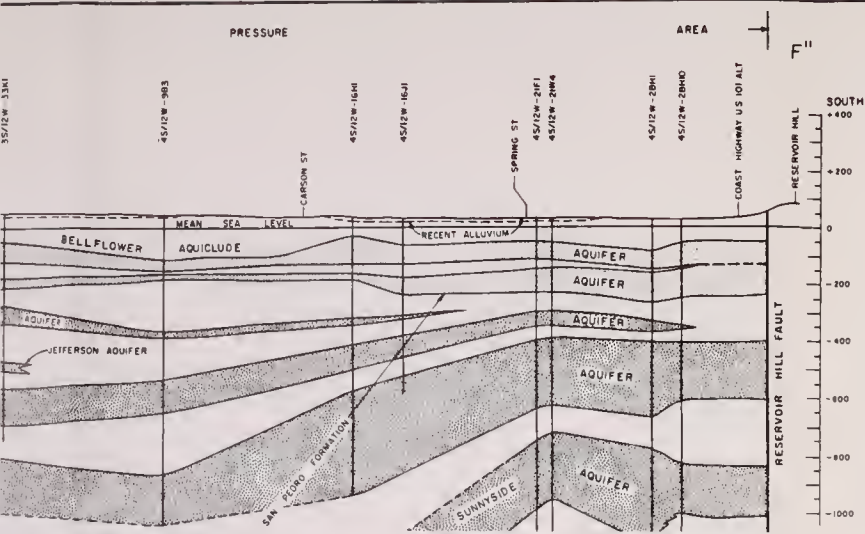 PRESSURE
AREA
F"
3S/12W-33K1
4S/12W-9B3
4S/12W-16H1
4S/12W-16J1
4S/12W-21F1
4S/12W-21W4
4S/12W-28H1
4S/12W-28H10
COAST HIGHWAY US 101 ALT
RESERVOIR HILL
SOUTH
CARSON ST
SPRING ST
+400
+200
0
-200
-400
-600
-800
-1000
MEAN SEA LEVEL
RECENT ALLUVIUM
BELLFLOWER AQUICLUDE
AQUIFER
AQUIFER
AQUIFER
AQUIFER
JEFFERSON AQUIFER
AQUIFER
SAN PEDRO FORMATION
SUNNYSIDE
AQUIFER
RESERVOIR HILL FAULT